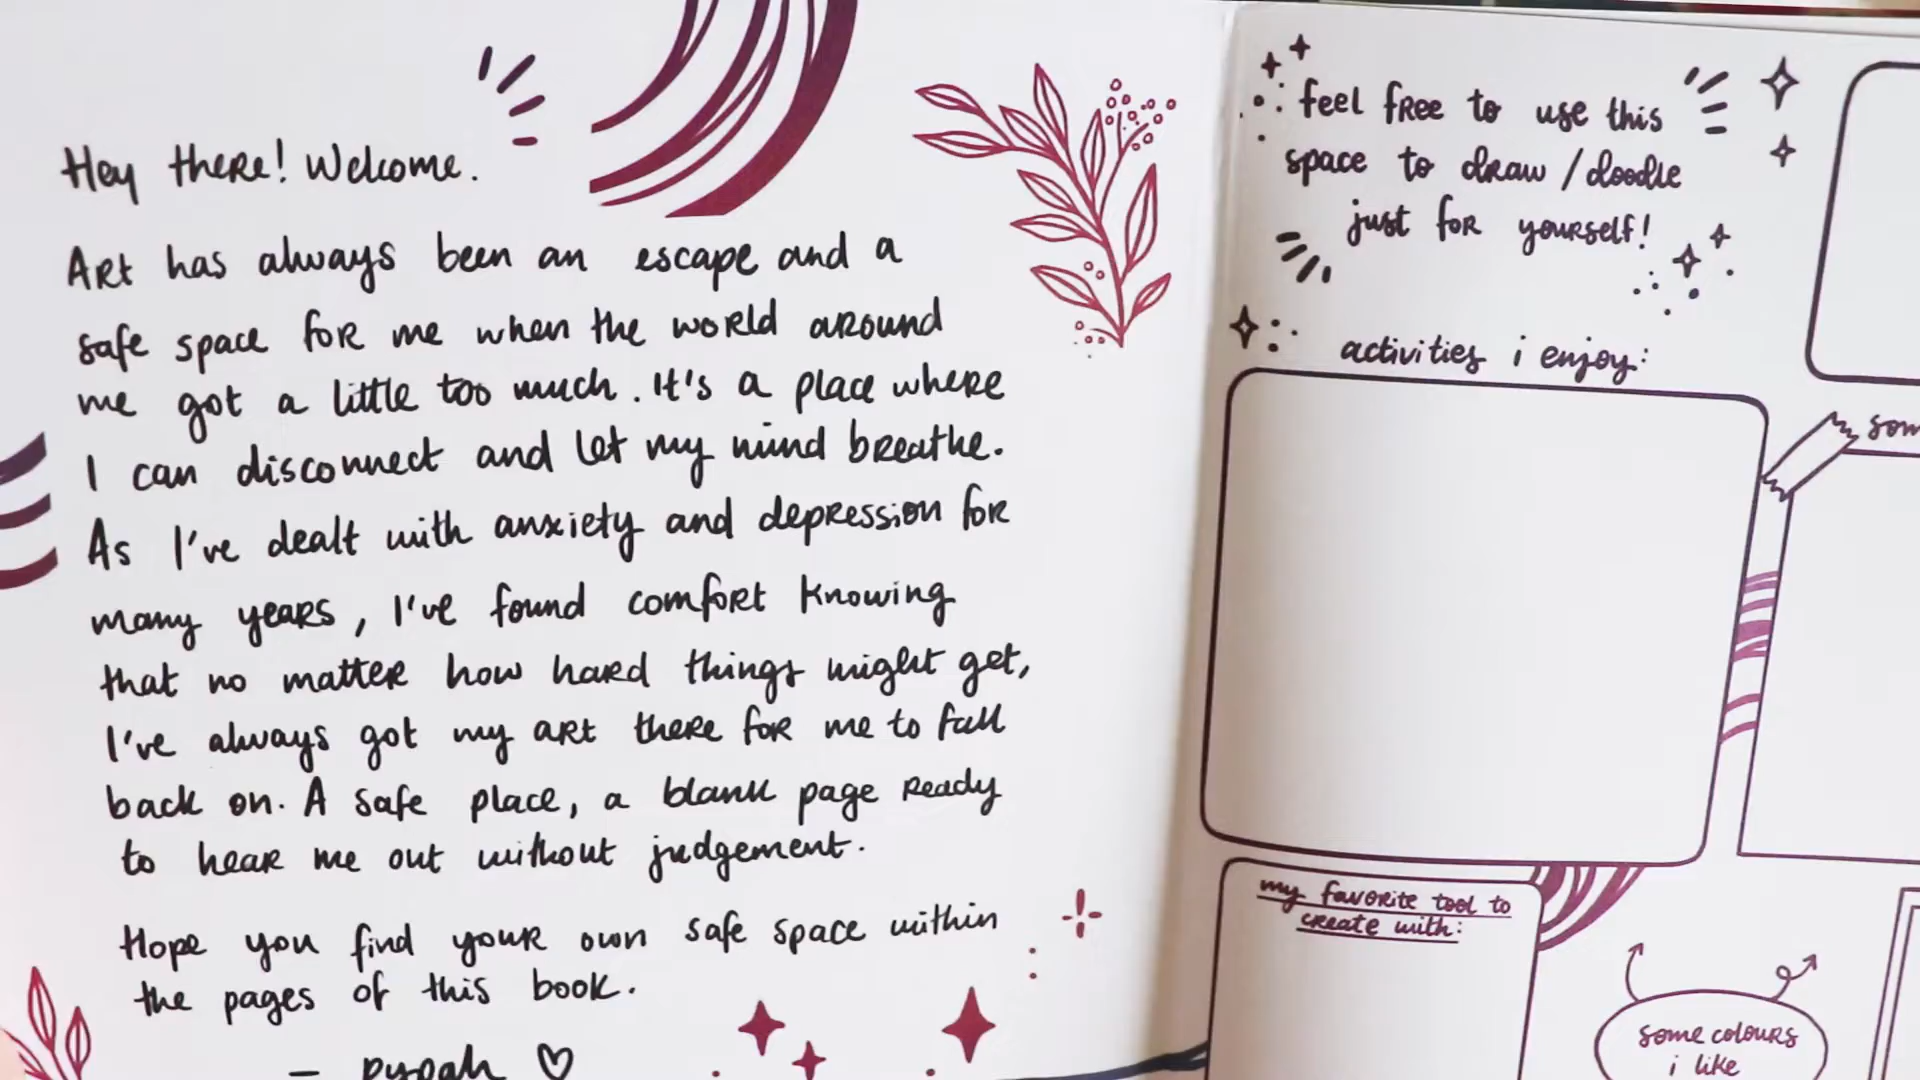 Hey there! Welcome.
Art has always been an escape and a
safe space for me when the world around
me got a little too much. It's a place where
I can disconnect and let my mind breathe.
As I've dealt with anxiety and depression for
many years, I've found comfort knowing
that no matter how hard things might get,
I've always got my art there for me to fall
back on. A safe place, a blank page ready
to hear me out without judgement.
Hope you find your own safe space within
the pages of this book.
feel free to use this
space to draw / doodle
just for yourself!
activities i enjoy:
my favorite tool to
create with:
some colours
i like